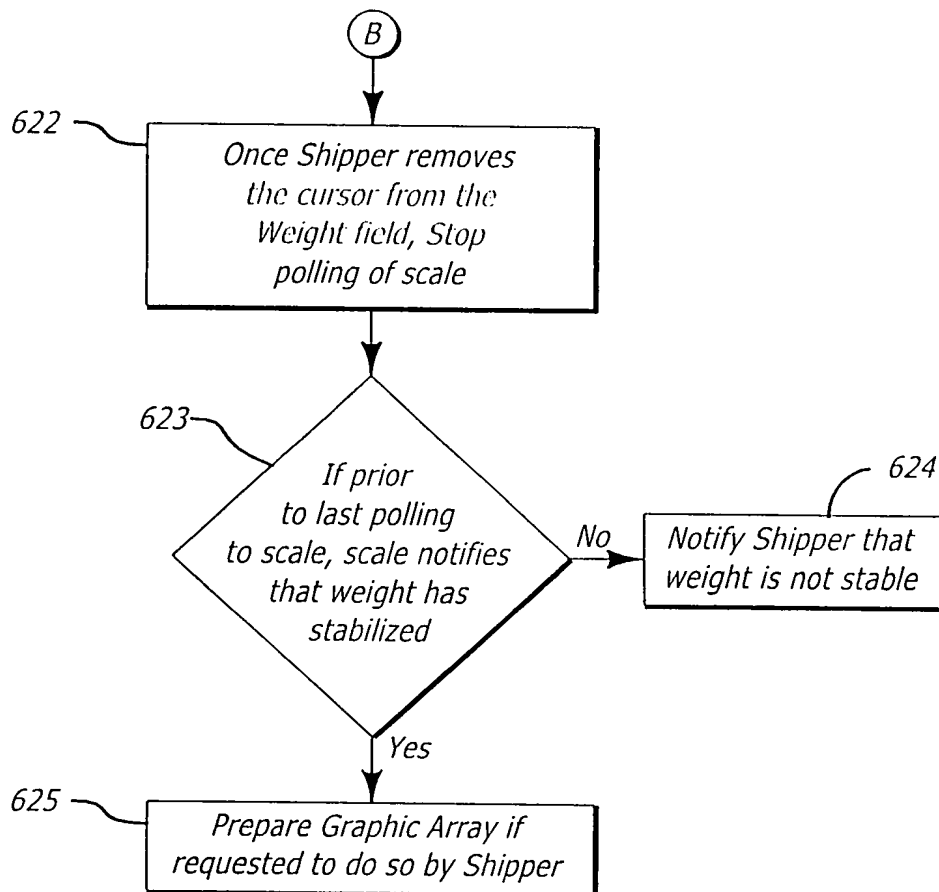 B
622
Once Shipper removes
the cursor from the
Weight field, Stop
polling of scale
623
If prior
to last polling
to scale, scale notifies
that weight has
stabilized
No
624
Notify Shipper that
weight is not stable
Yes
625
Prepare Graphic Array if
requested to do so by Shipper